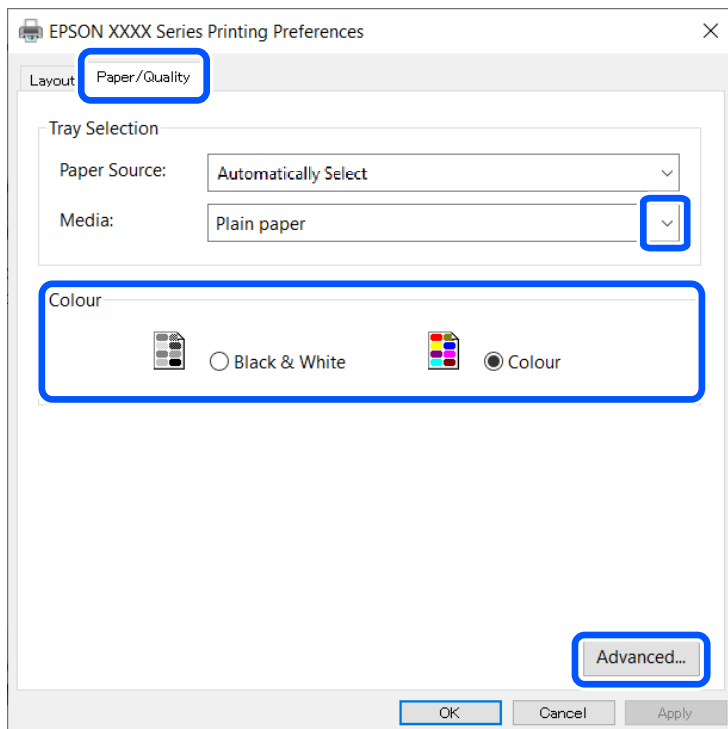 EPSON XXXX Series Printing Preferences
Layout Paper/Quality
Tray Selection
Paper Source: Automatically Select
Media: Plain paper
Colour
Black & White Colour
Advanced...
OK Cancel Apply